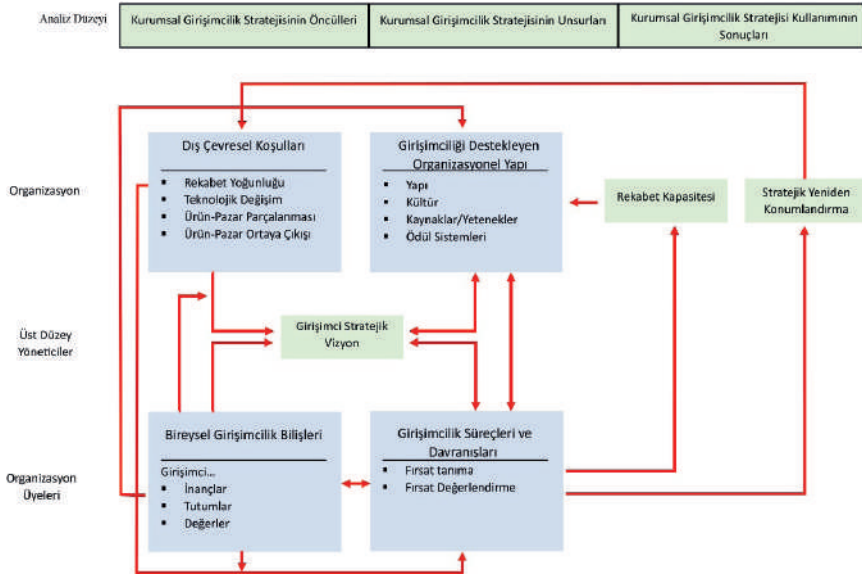 Analiz Düzeyi
Kurumsal Girişimcilik Stratejisinin Öncülleri
Kurumsal Girişimcilik Stratejisinin Unsurları
Kurumsal Girişimcilik Stratejisi Kullanımının
Sonuçları
Organizasyon
Dış Çevresel Koşulları
▪ Rekabet Yoğunluğu
▪ Teknolojik Değişim
▪ Ürün-Pazar Parçalanması
▪ Ürün-Pazar Ortaya Çıkışı
Girişimciliği Destekleyen
Organizasyonel Yapı
▪ Yapı
▪ Kültür
▪ Kaynaklar/Yetenekler
▪ Ödül Sistemleri
Rekabet Kapasitesi
Stratejik Yeniden
Konumlandırma
Üst Düzey
Yöneticiler
Girişimci Stratejik
Vizyon
Organizasyon
Üyeleri
Bireysel Girişimcilik Bilişleri
Girişimci...
▪ İnançlar
▪ Tutumlar
▪ Değerler
Girişimcilik Süreçleri ve
Davranışları
▪ Fırsat tanıma
▪ Fırsat Değerlendirme